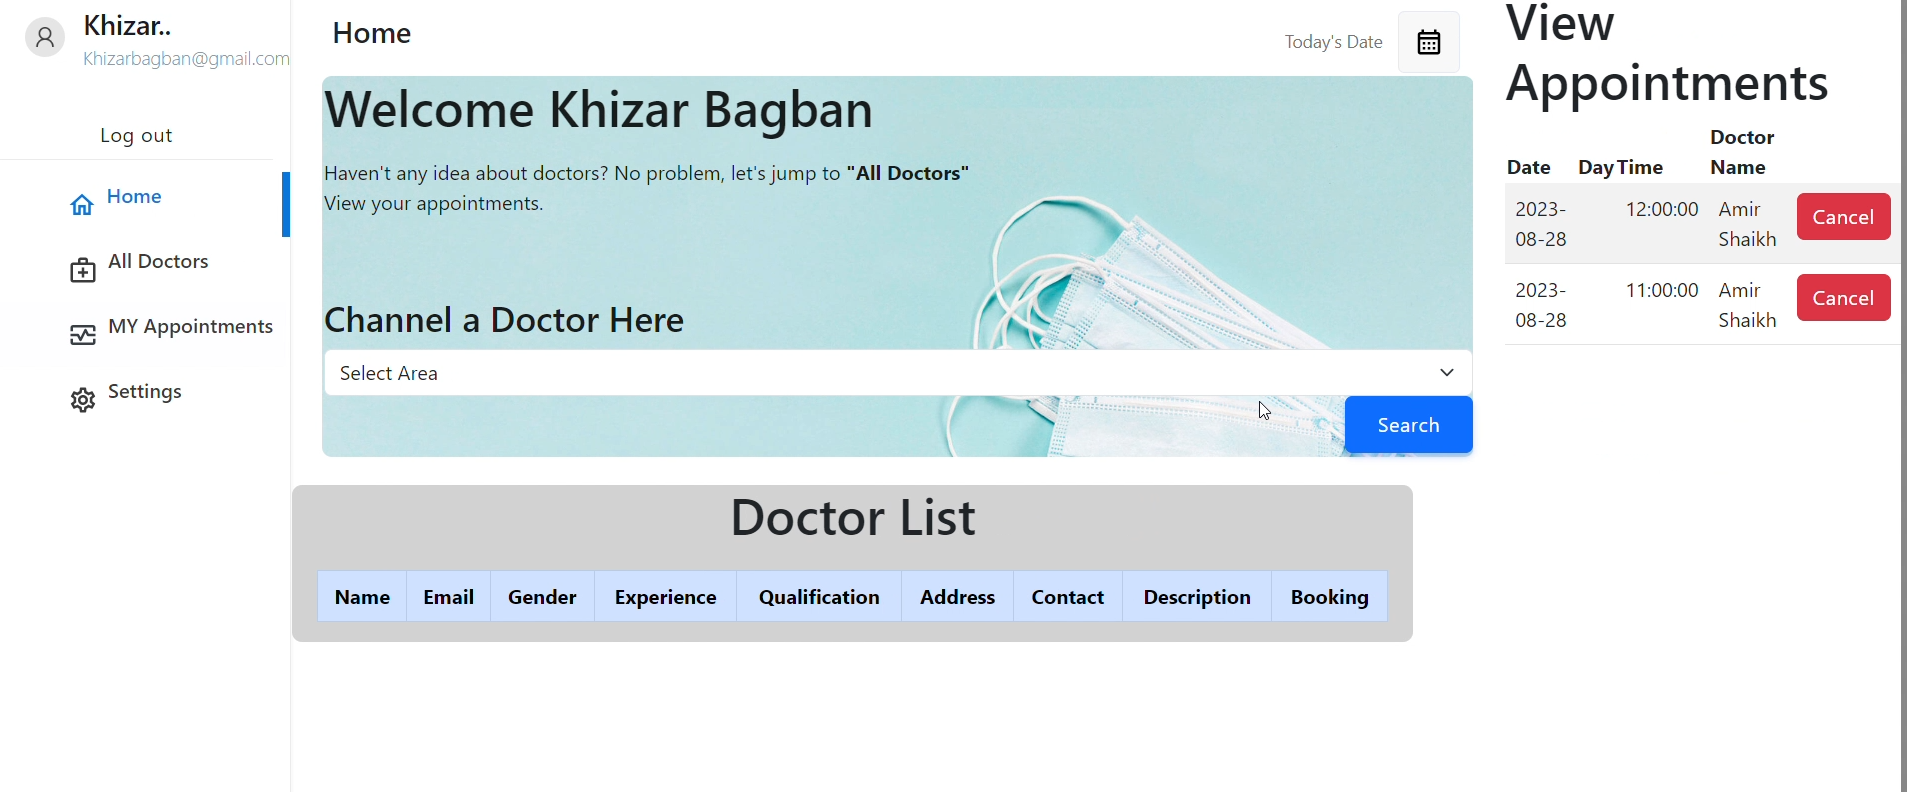 Khizar..
Khizarbagban@gmail.com
Log out
Home
All Doctors
MY Appointments
Settings
Home
Today's Date
Welcome Khizar Bagban
Haven't any idea about doctors? No problem, let's jump to "All Doctors"
View your appointments.
Channel a Doctor Here
Select Area
Search
Doctor List
Name Email Gender Experience Qualification Address Contact Description Booking
View
Appointments
Doctor
Date Day Time Name
2023- 12:00:00 Amir Cancel
08-28 Shaikh
2023- 11:00:00 Amir Cancel
08-28 Shaikh